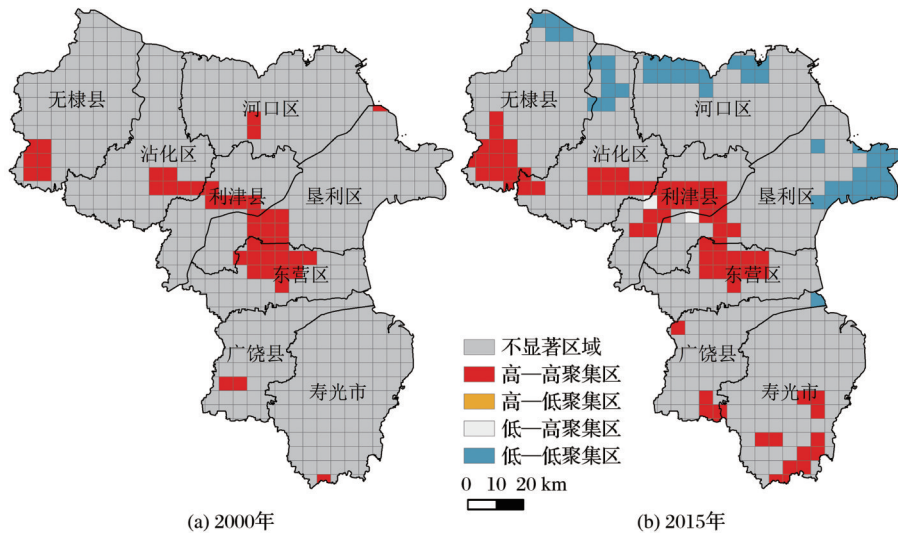 无棣县
河口区
沾化区
利津县
垦利区
东营区
广饶县
寿光市
(a) 2000年
无棣县
河口区
沾化区
利津县
垦利区
东营区
广饶县
寿光市
不显著区域
高—高聚集区
高—低聚集区
低—高聚集区
低—低聚集区
0 10 20 km
(b) 2015年